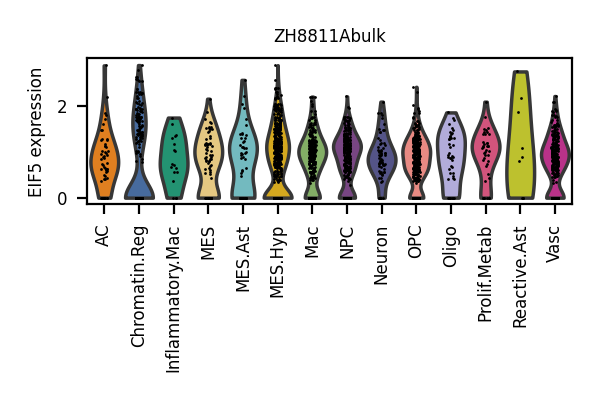 ZH8811Abulk
EIF5 expression
2
0
AC
Chromatin.Reg
Inflammatory.Mac
MES
MES.Ast
MES.Hyp
Mac
NPC
Neuron
OPC
Oligo
Prolif.Metab
Reactive.Ast
Vasc